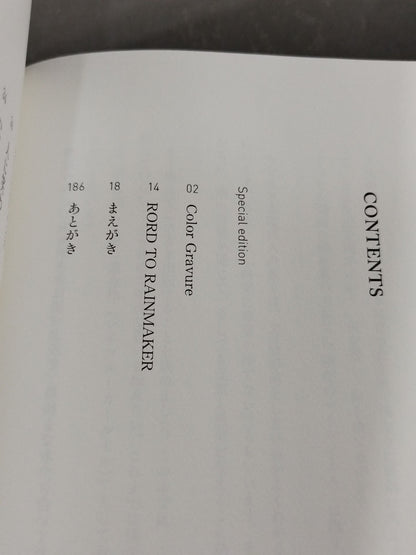 CONTENTS
Special edition
02 Color Gravure
14 RORD TO RAINMAKER
18 まえがき
186 あとがき